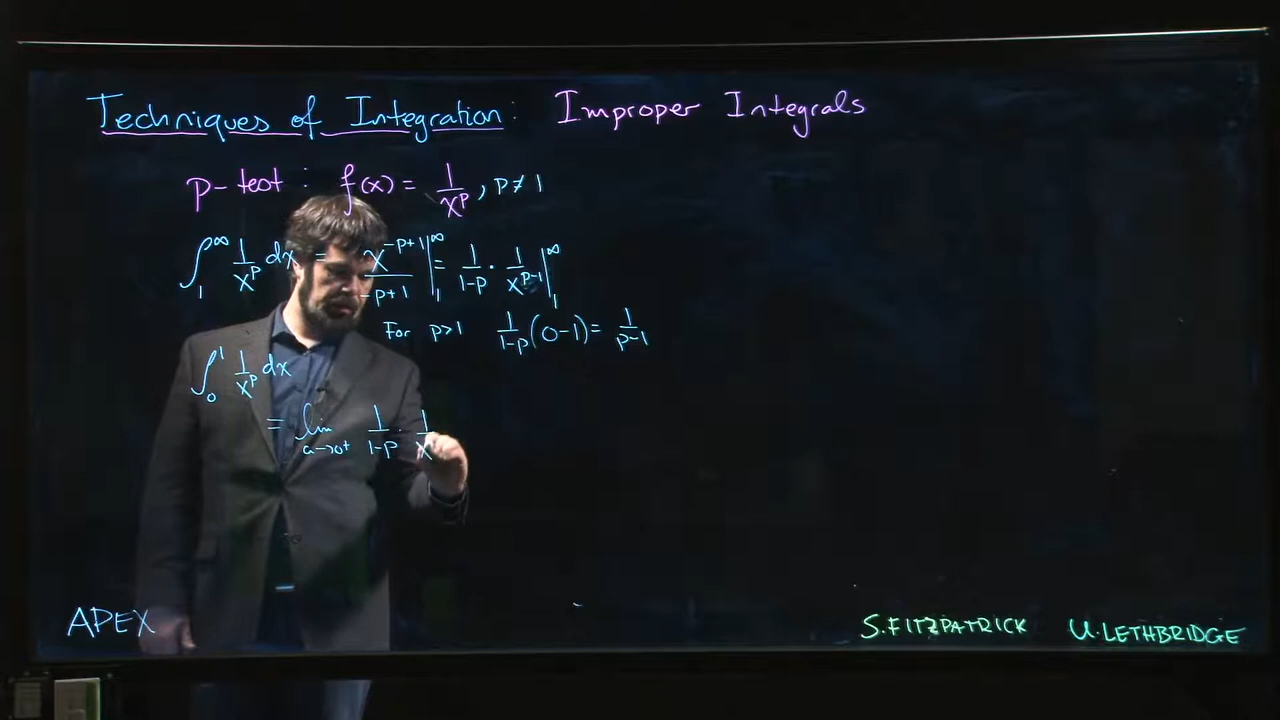 Techniques of Integration: Improper Integrals
p-test: f(x) = 1/x^p, p ≠ 1
∫_1^∞ 1/x^p dx = x^{-p+1}/(-p+1) |_1^∞ = 1/(1-p) · 1/x^{p-1} |_1^∞
For p>1 1/(1-p) (0-1) = 1/(p-1)
∫_0^1 1/x^p dx
= lim_{a→0^+} 1/(1-p) · 1/x
APEX
S.FITZPATRICK U.LETHBRIDGE